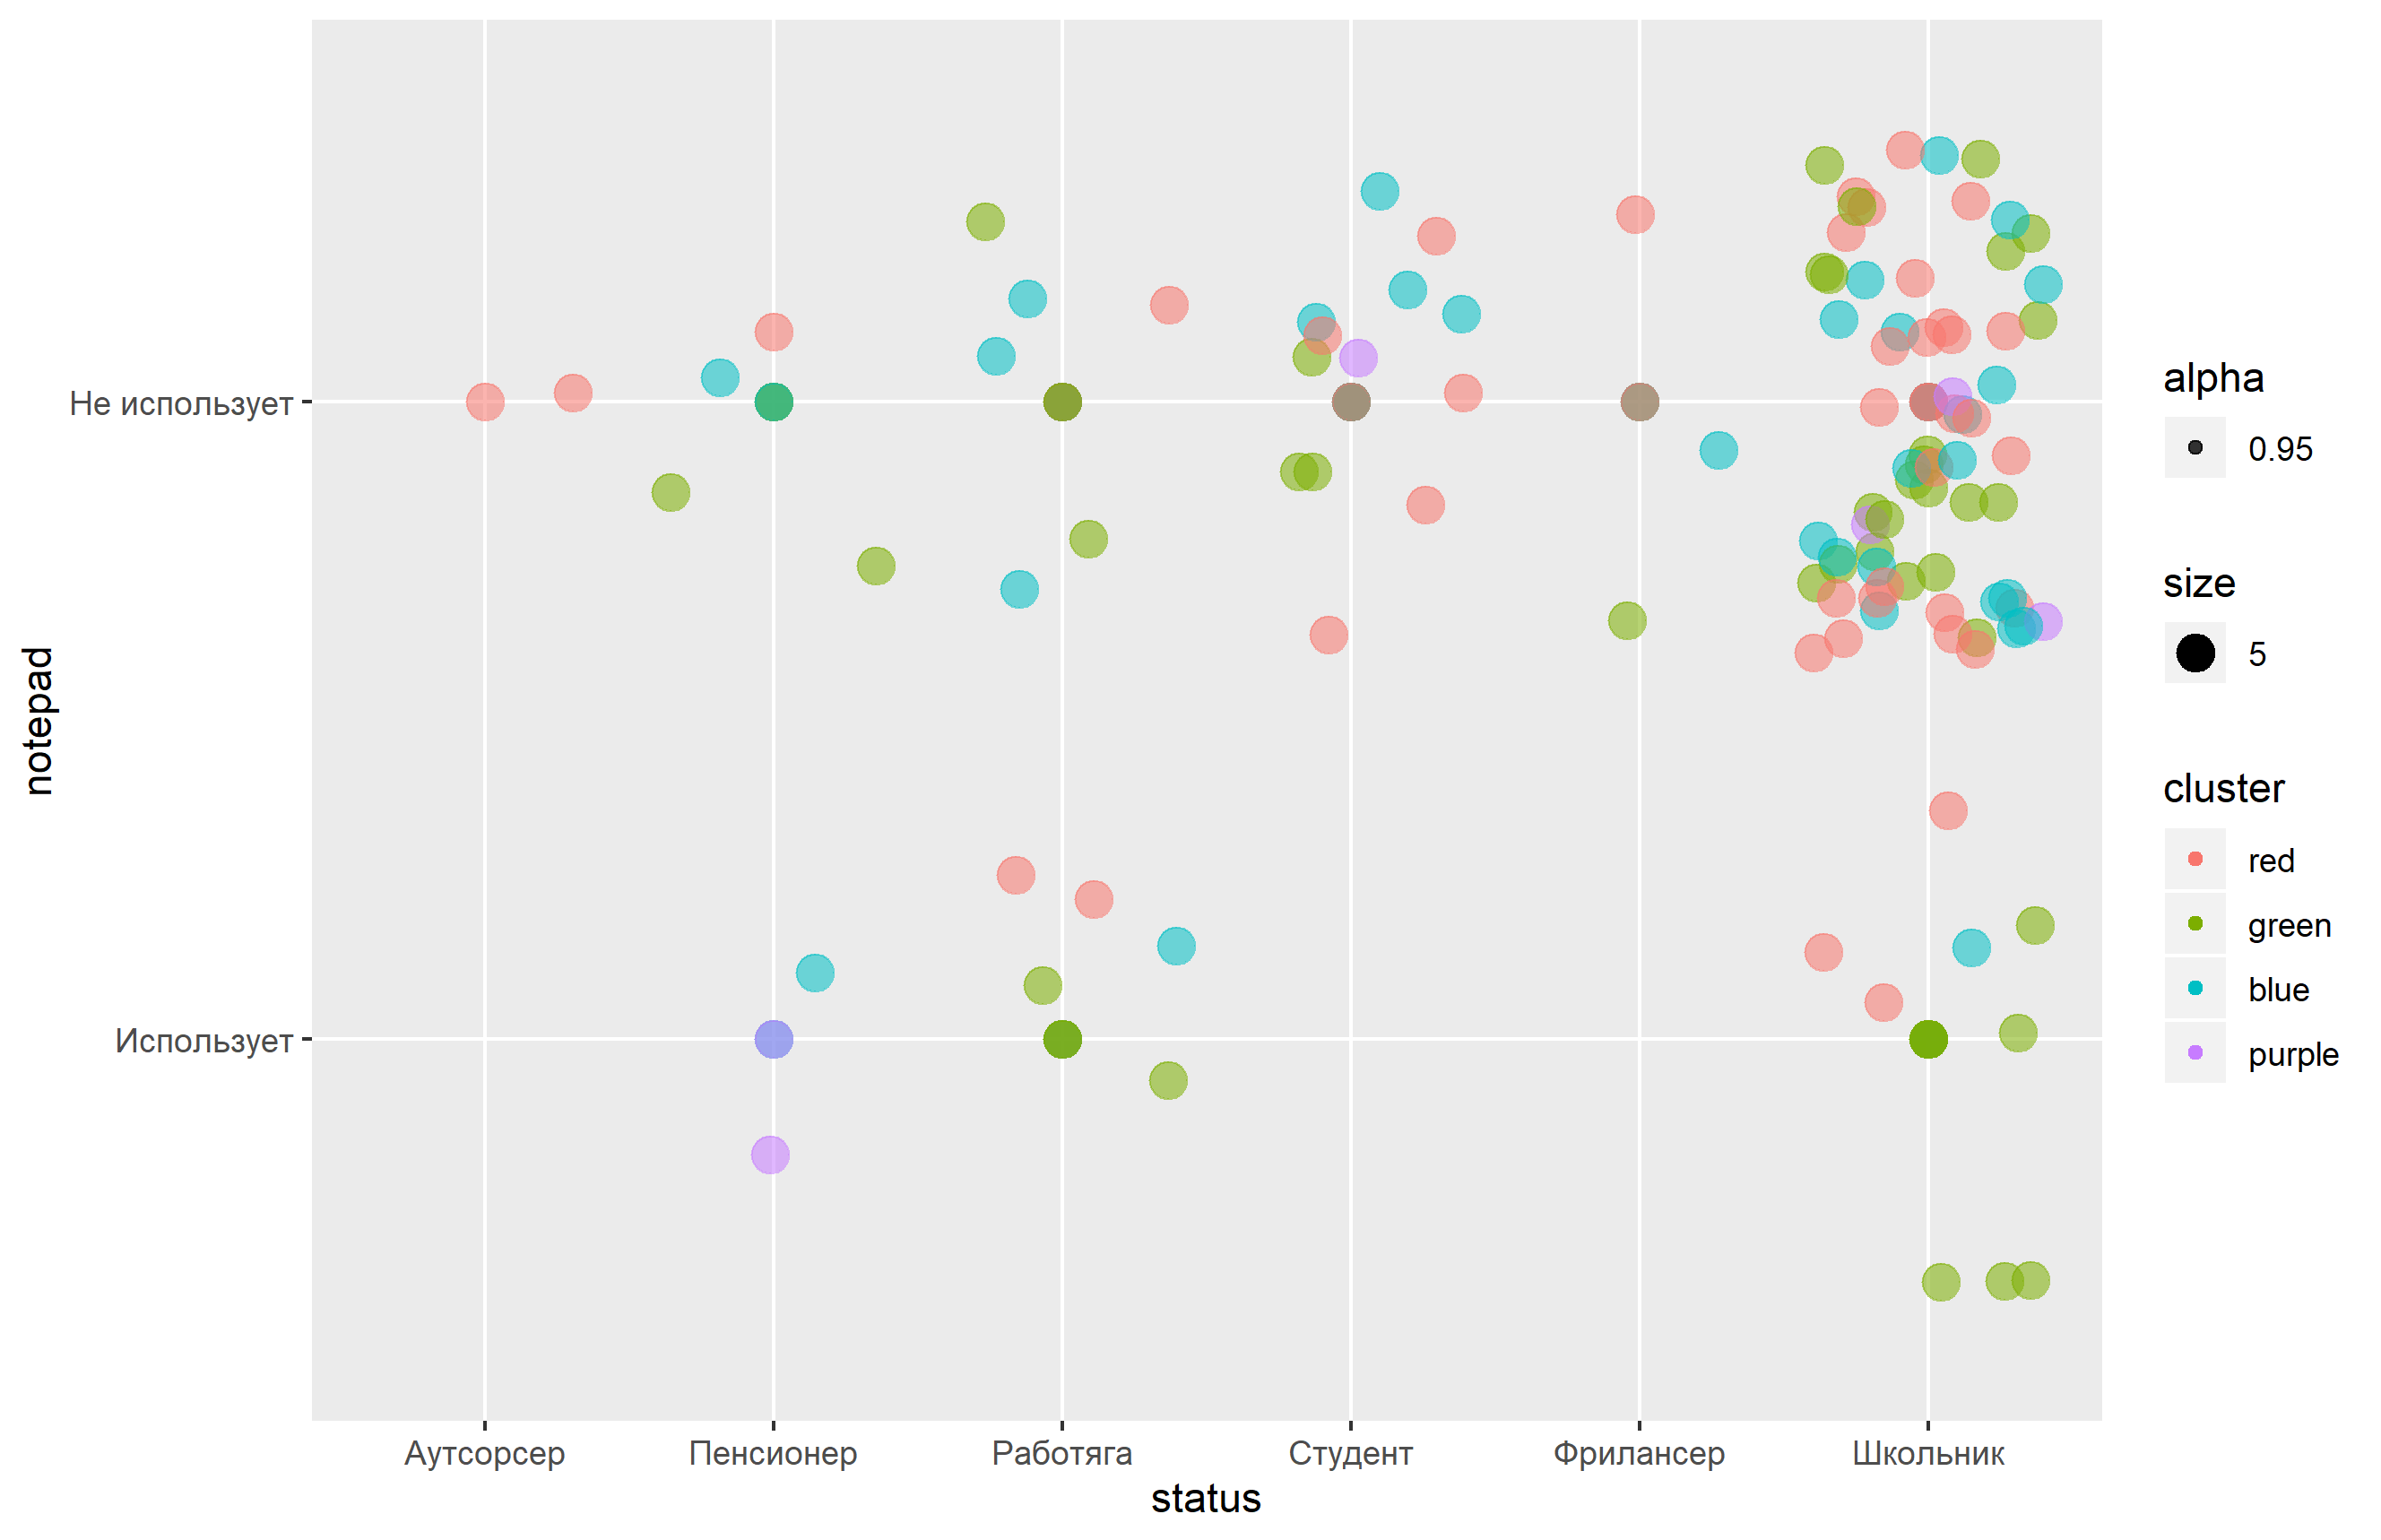 notepad
Не использует
Использует
Аутсорсер
Пенсионер
Работяга
Студент
Фрилансер
Школьник
status
alpha
0.95
size
5
cluster
red
green
blue
purple